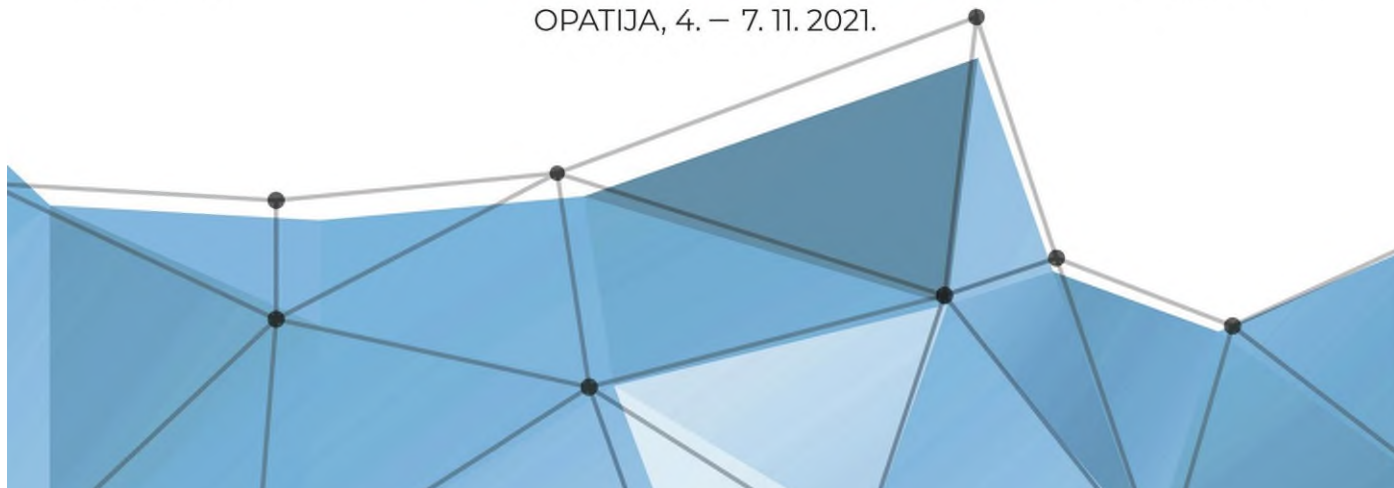 OPATIJA, 4. – 7. 11. 2021.